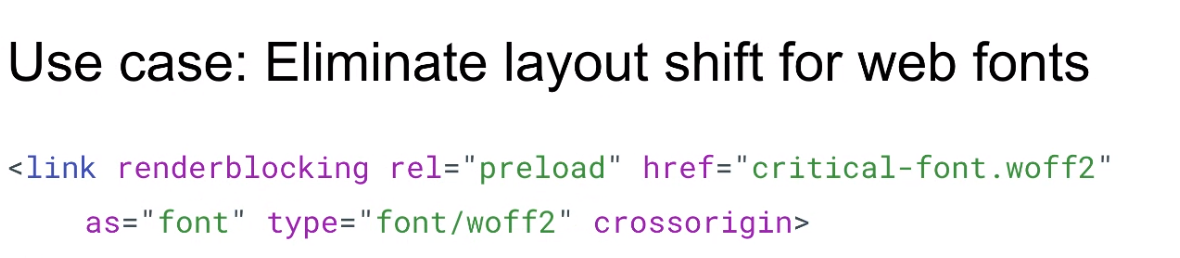 Use case: Eliminate layout shift for web fonts
<link renderblocking rel="preload" href="critical-font.woff2"
as="font" type="font/woff2" crossorigin>